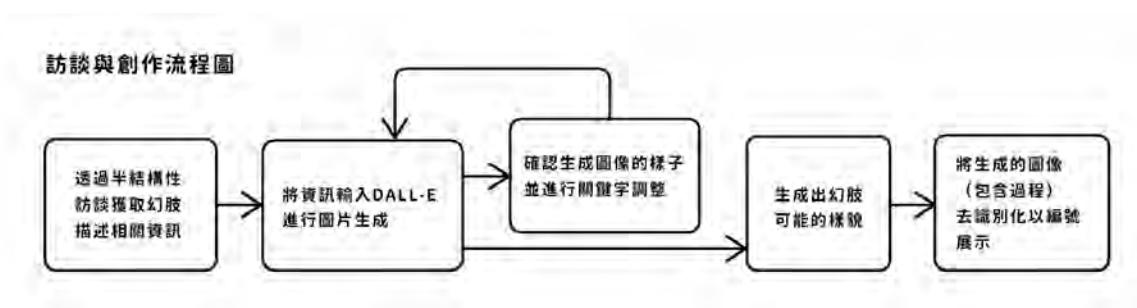 訪談與創作流程圖
透過半結構性
訪談獲取幻肢
描述相關資訊
將資訊輸入DALL-E
進行圖片生成
確認生成圖像的樣子
並進行關鍵字調整
生成出幻肢
可能的樣貌
將生成的圖像
（包含過程）
去識別化以編號
展示